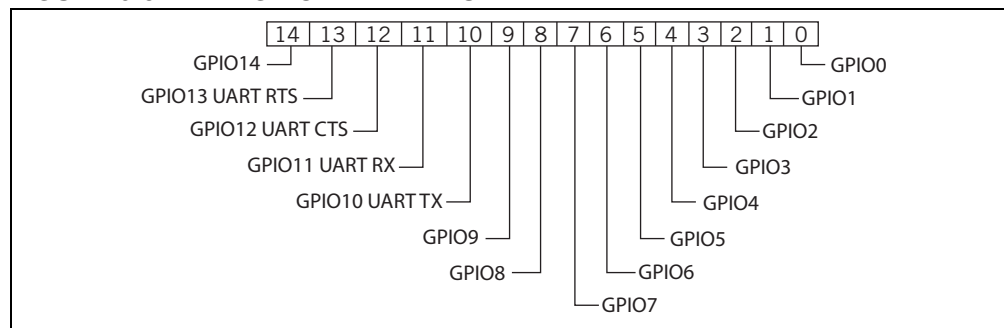 14 13 12 11 10 9 8 7 6 5 4 3 2 1 0
GPIO14 GPIO0
GPIO13 UART RTS GPIO1
GPIO12 UART CTS GPIO2
GPIO11 UART RX GPIO3
GPIO10 UART TX GPIO4
GPIO9 GPIO5
GPIO8 GPIO6
GPIO7